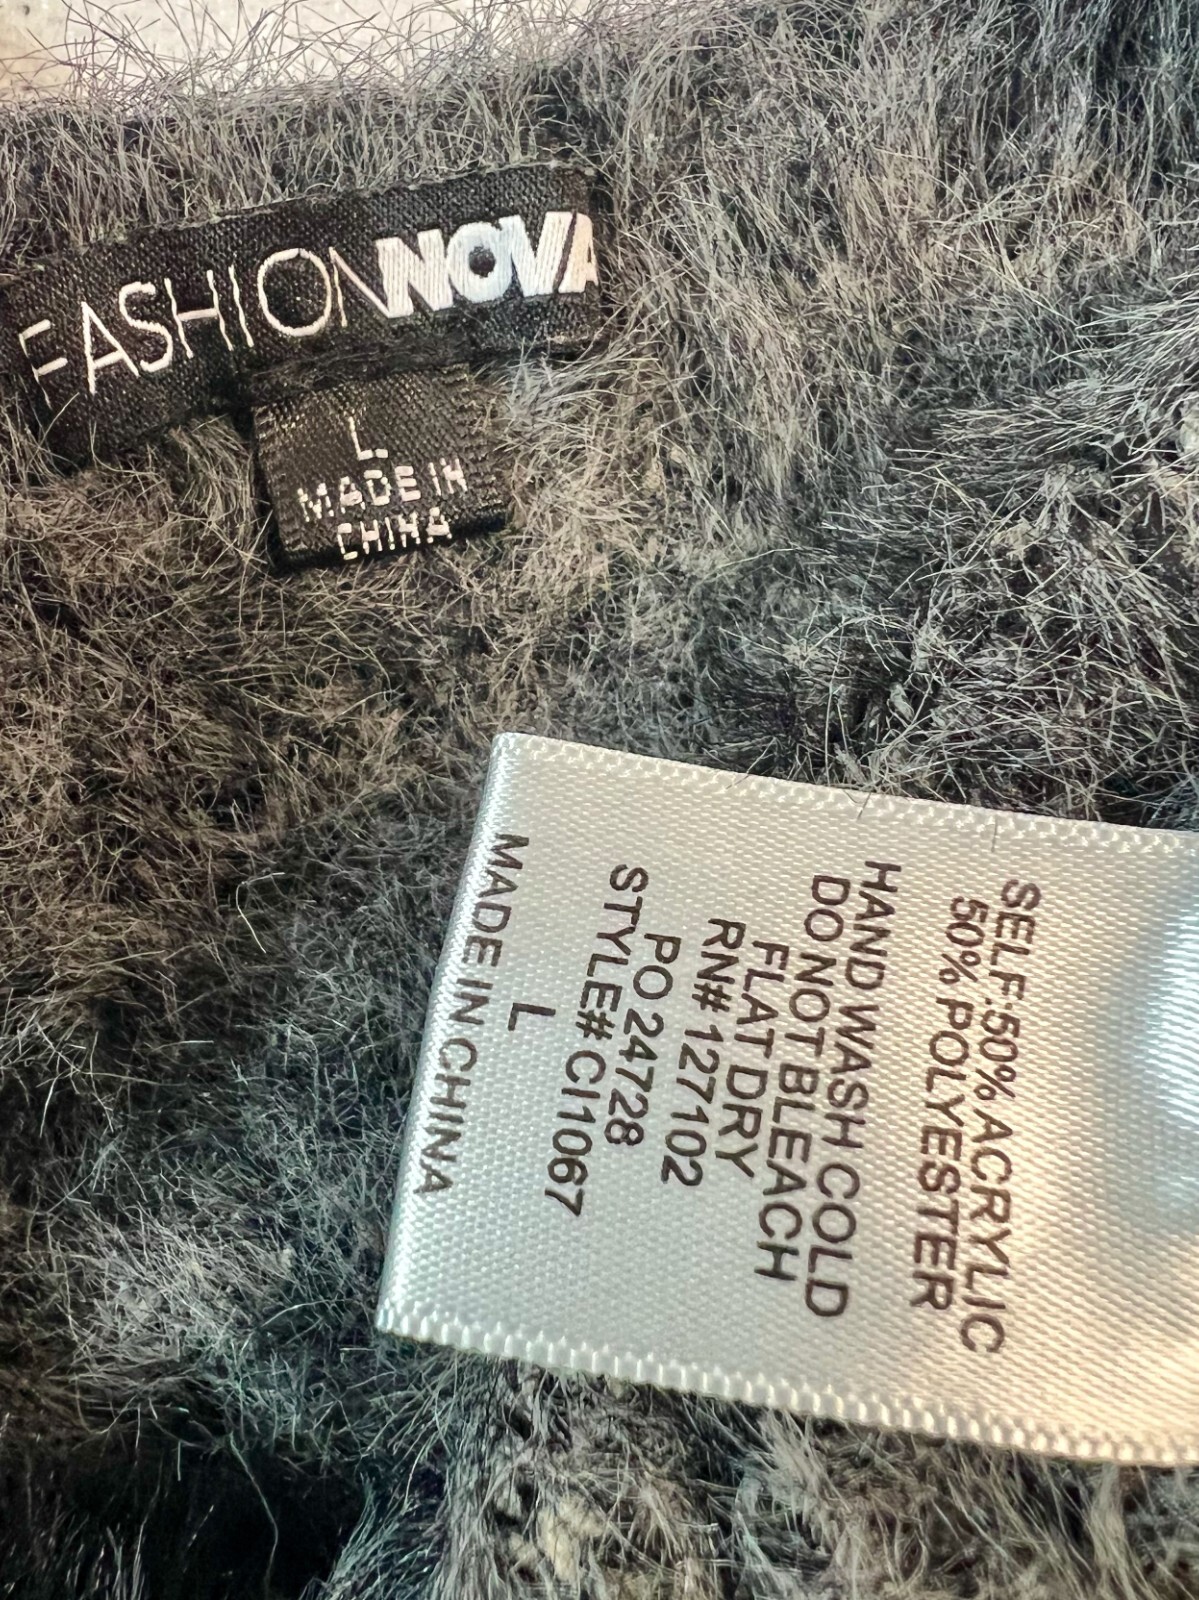 FASHIONNOVA
L
MADE IN
CHINA
SELF:50% ACRYLIC
50% POLYESTER
HAND WASH COLD
DO NOT BLEACH
FLAT DRY
RN# 127102
PO 24728
STYLE# CI1067
L
MADE IN CHINA